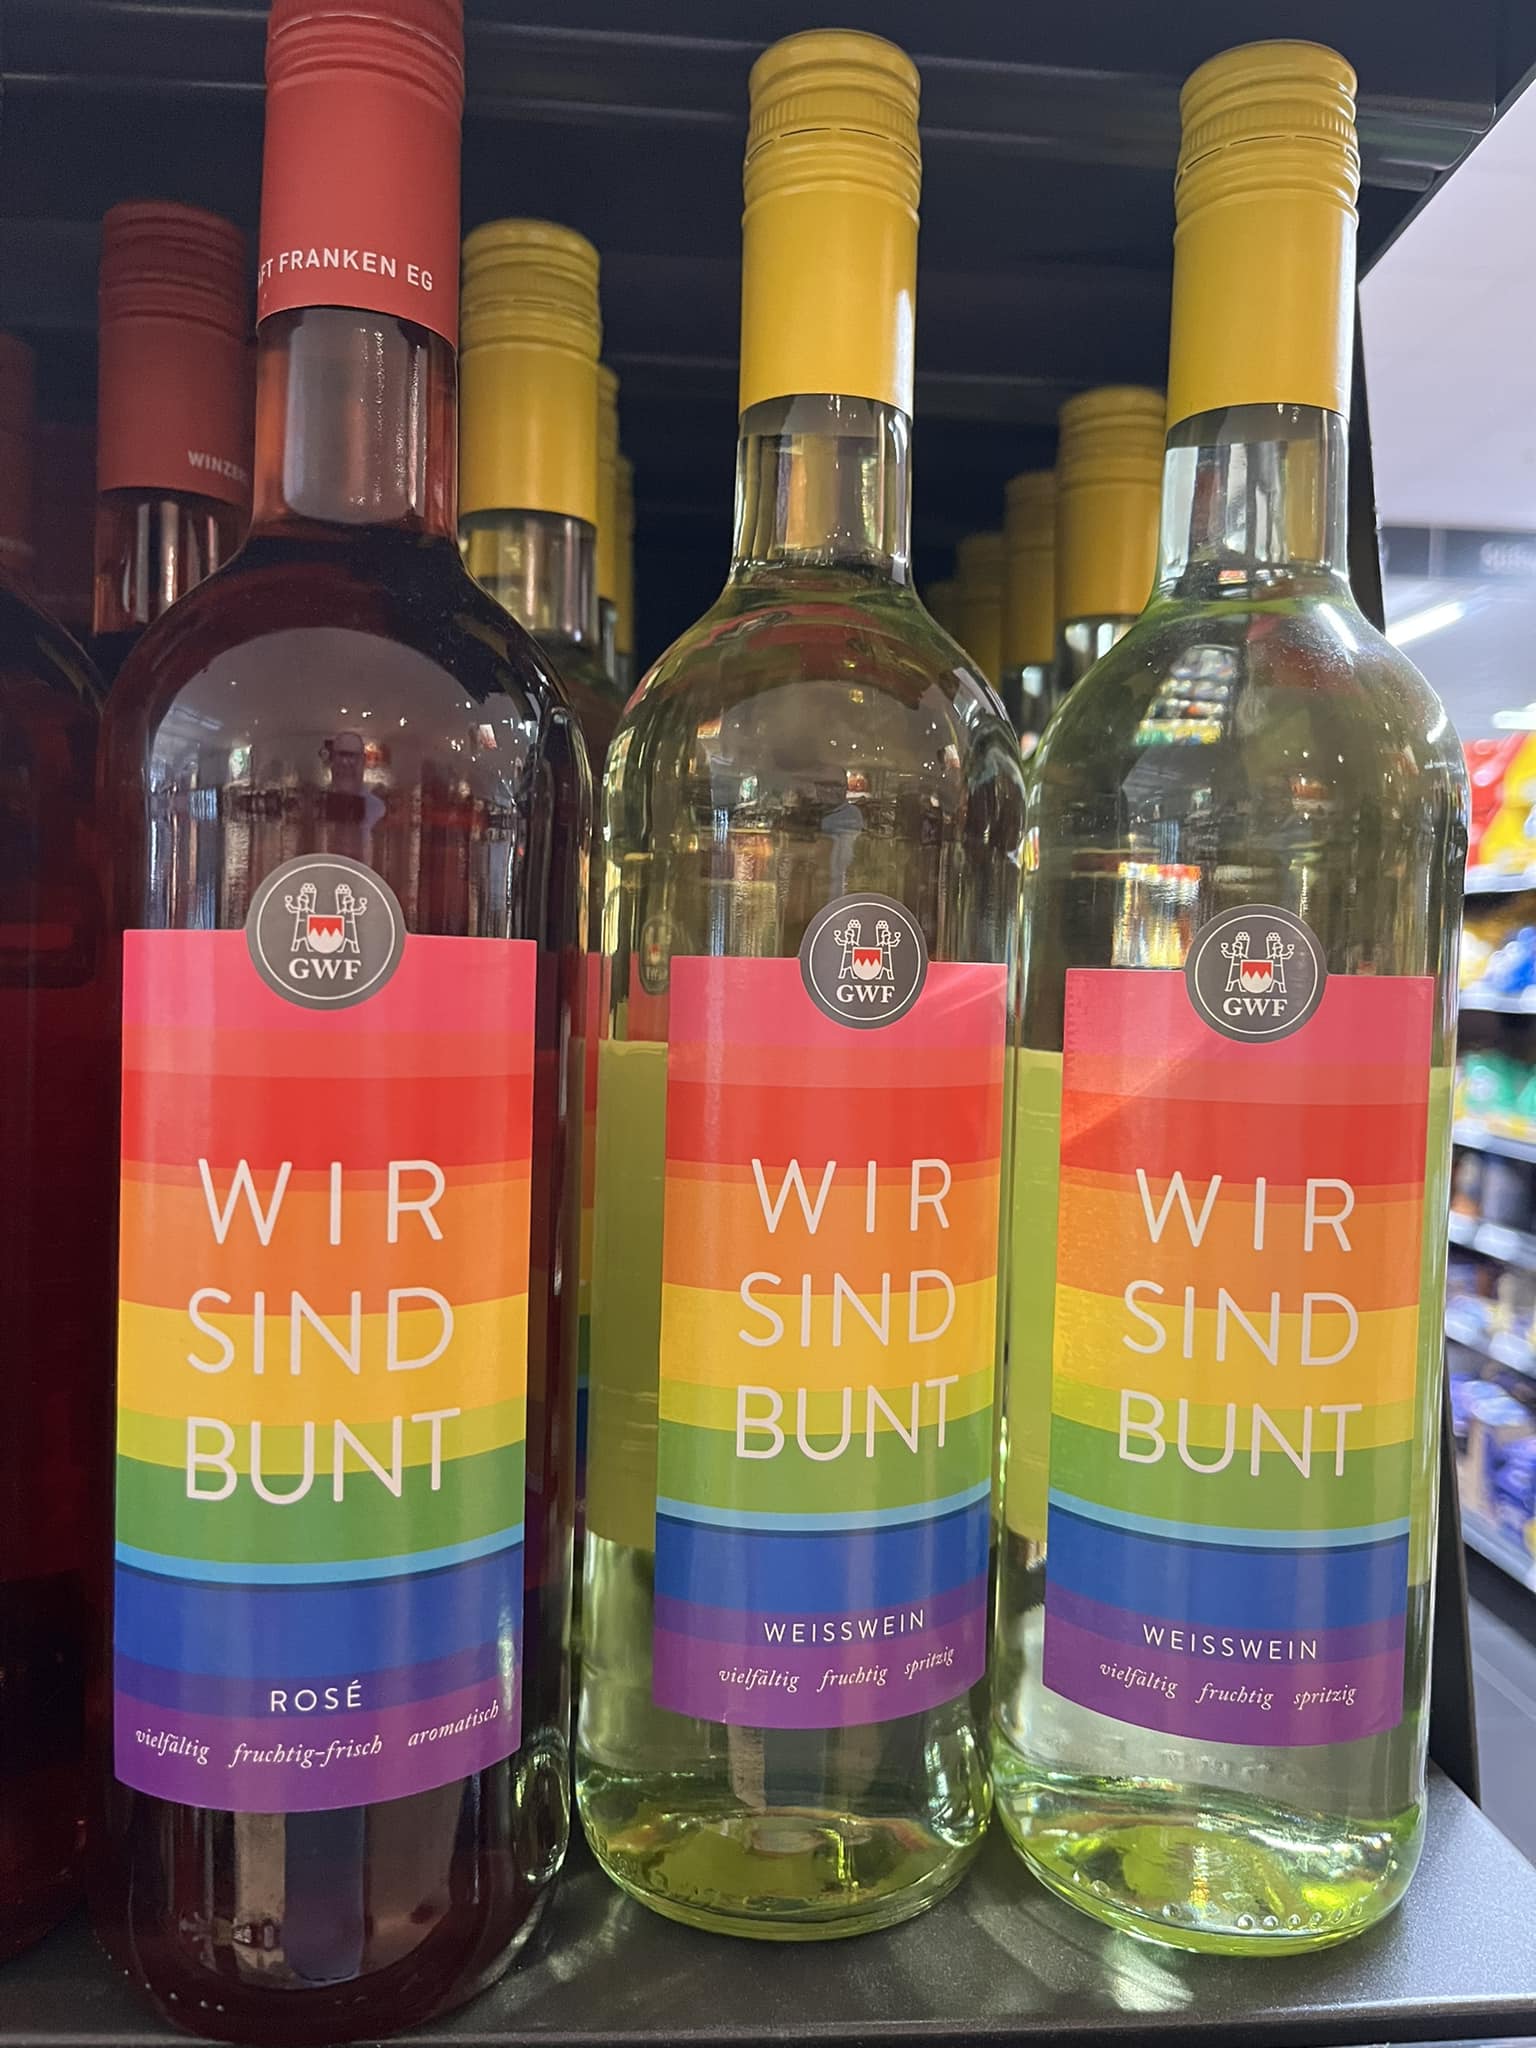 FT FRANKEN EG
WINZER
GWF
WIR
SIND
BUNT
ROSÉ
vielfältig fruchtig-frisch aromatisch
GWF
WIR
SIND
BUNT
WEISSWEIN
vielfältig fruchtig spritzig
GWF
WIR
SIND
BUNT
WEISSWEIN
vielfältig fruchtig spritzig